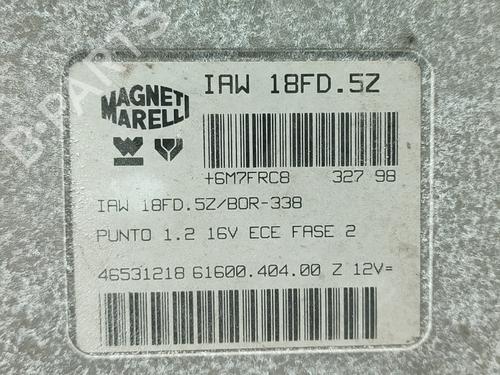 B-PARTS
MAGNETI
MARELLI
IAW 18FD.5Z
+6M7FRC8 327 98
IAW 18FD.5Z/BOR-338
PUNTO 1.2 16V ECE FASE 2
46531218 61600.404.00 Z 12V=